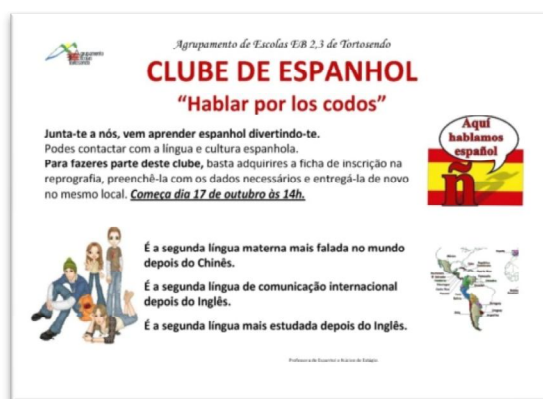 Agrupamento de Escolas EB 2,3 de Tortosendo
CLUBE DE ESPANHOL
“Hablar por los codos”
Junta-te a nós, vem aprender espanhol divertindo-te.
Podes contactar com a língua e cultura espanhola.
Para fazeres parte deste clube, basta adquirires a ficha de inscrição na
reprografia, preenchê-la com os dados necessários e entregá-la de novo
no mesmo local. Começa dia 17 de outubro às 14h.
Aquí
hablamos
español
ñ
É a segunda língua materna mais falada no mundo
depois do Chinês.
É a segunda língua de comunicação internacional
depois do Inglês.
É a segunda língua mais estudada depois do Inglês.